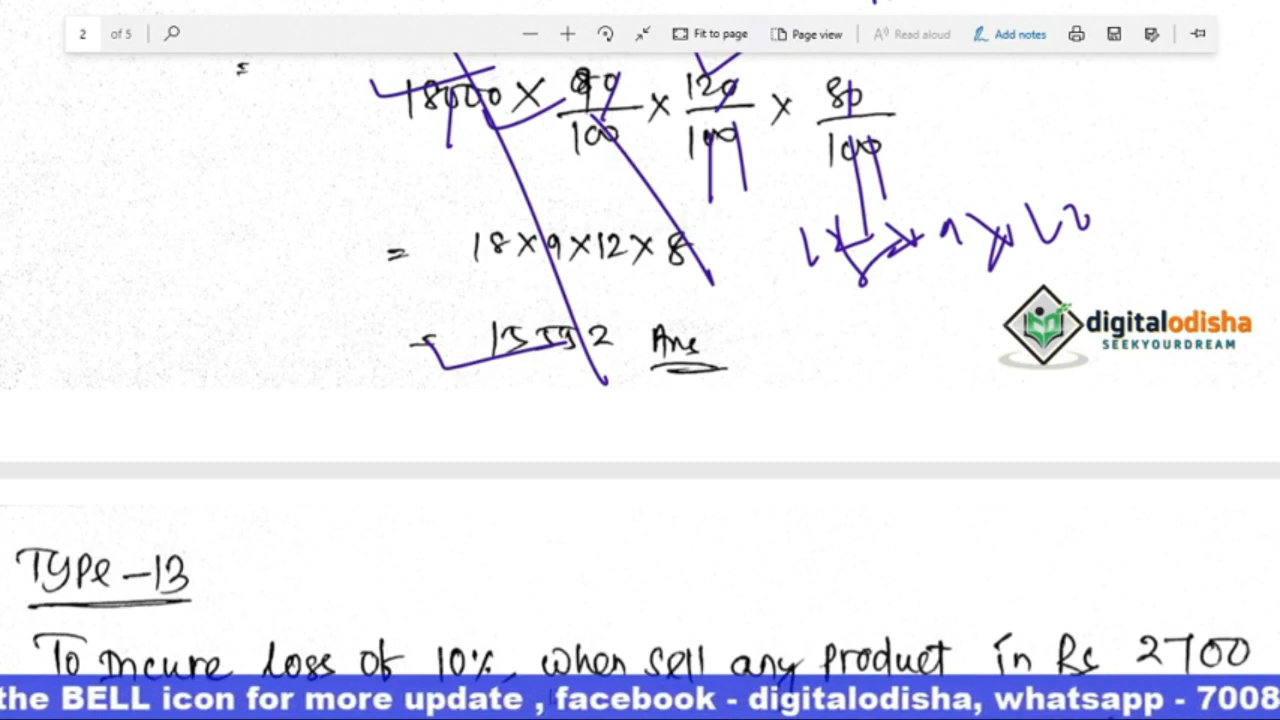 2 of 5 Fit to page Page view Read aloud Add notes
=
18000 × 90/100 × 120/100 × 80/100
= 18×9×12×8
= 15552 Ans
digitalodisha
SEEKYOURDREAM
TYPe-13
To incure loss of 10%, when sell any product in Rs 2700
the BELL icon for more update , facebook - digitalodisha, whatsapp - 7008